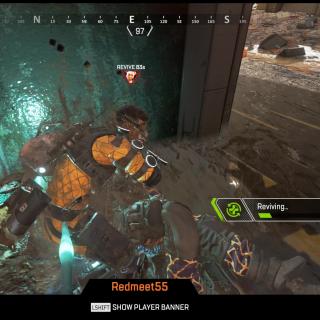 N E S
97
REVIVE 83s
Reviving..
Redmeet55
LSHIFT SHOW PLAYER BANNER